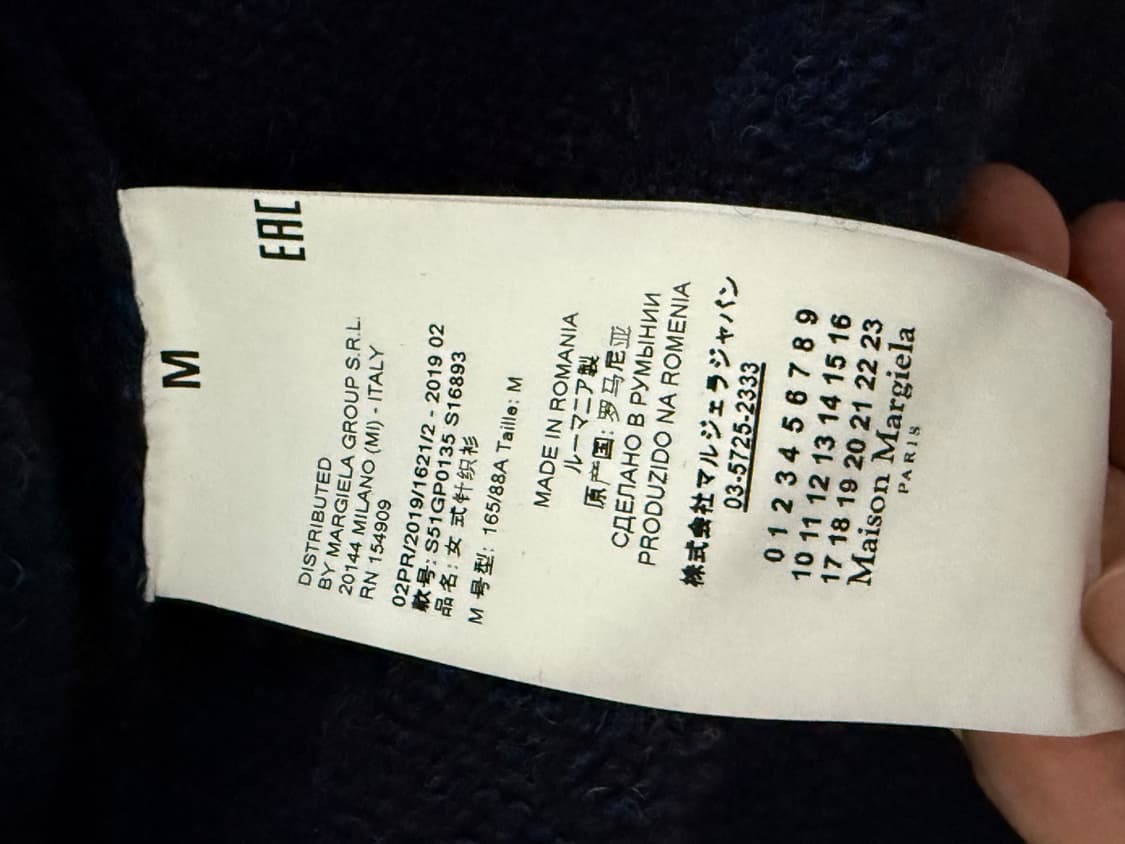 EAC
M
DISTRIBUTED
BY MARGIELA GROUP S.R.L.
20144 MILANO (MI) - ITALY
RN 154909
02PR/2019/1621/2 - 2019 02
款号: S51GP0135 S16893
品名: 女 式针织衫
M 号型: 165/88A Taille: M
MADE IN ROMANIA
ルーマニア製
原产国: 罗马尼亚
СДЕЛАНО В РУМЫНИИ
PRODUZIDO NA ROMENIA
株式会社マルジェラジャパン
03-5725-2333
0 1 2 3 4 5 6 7 8 9
10 11 12 13 14 15 16
17 18 19 20 21 22 23
Maison Margiela
PARIS